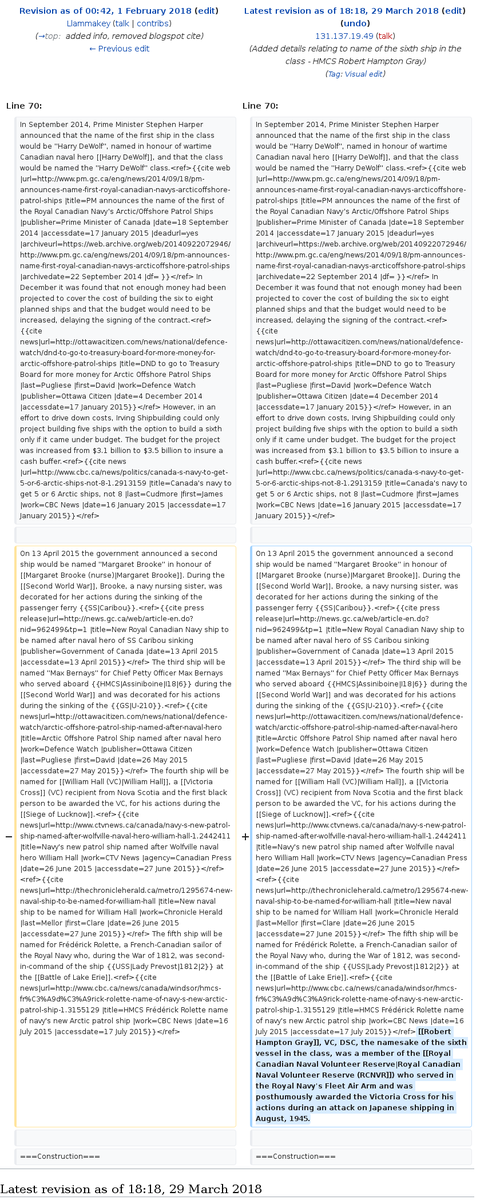 Revision as of 00:42, 1 February 2018 (edit)
Llammakey (talk | contribs)
(→top: added info, removed blogspot cite)
← Previous edit
Latest revision as of 18:18, 29 March 2018 (edit)
(undo)
131.137.19.49 (talk)
(Added details relating to name of the sixth ship in the
class - HMCS Robert Hampton Gray)
(Tag: Visual edit)
Line 70:
In September 2014, Prime Minister Stephen Harper
announced that the name of the first ship in the class
would be ''Harry DeWolf'', named in honour of wartime
Canadian naval hero [[Harry DeWolf]], and that the class
would be named the ''Harry DeWolf'' class.<ref>{{cite web
|url=http://www.pm.gc.ca/eng/news/2014/09/18/pm-
announces-name-first-royal-canadian-navys-arcticoffshore-
patrol-ships |title=PM announces the name of the first of
the Royal Canadian Navy's Arctic/Offshore Patrol Ships
|publisher=Prime Minister of Canada |date=18 September
2014 |accessdate=17 January 2015 |deadurl=yes
|archiveurl=https://web.archive.org/web/20140922072946/
http://www.pm.gc.ca/eng/news/2014/09/18/pm-announces-
name-first-royal-canadian-navys-arcticoffshore-patrol-ships
|archivedate=22 September 2014 |df= }}</ref> In
December it was found that not enough money had been
projected to cover the cost of building the six to eight
planned ships and that the budget would need to be
increased, delaying the signing of the contract.<ref>
{{cite
news|url=http://ottawacitizen.com/news/national/defence-
watch/dnd-to-go-to-treasury-board-for-more-money-for-
arctic-offshore-patrol-ships |title=DND to go to Treasury
Board for more money for Arctic Offshore Patrol Ships
|last=Pugliese |first=David |work=Defence Watch
|publisher=Ottawa Citizen |date=4 December 2014
|accessdate=17 January 2015}}</ref> However, in an
effort to drive down costs, Irving Shipbuilding could only
project building five ships with the option to build a sixth
only if it came under budget. The budget for the project
was increased from $3.1 billion to $3.5 billion to insure a
cash buffer.<ref>{{cite news
|url=http://www.cbc.ca/news/politics/canada-s-navy-to-get-
5-or-6-arctic-ships-not-8-1.2913159 |title=Canada's navy to
get 5 or 6 Arctic ships, not 8 |last=Cudmore |first=James
|work=CBC News |date=16 January 2015 |accessdate=17
January 2015}}</ref>
Line 70:
In September 2014, Prime Minister Stephen Harper
announced that the name of the first ship in the class
would be ''Harry DeWolf'', named in honour of wartime
Canadian naval hero [[Harry DeWolf]], and that the class
would be named the ''Harry DeWolf'' class.<ref>{{cite web
|url=http://www.pm.gc.ca/eng/news/2014/09/18/pm-
announces-name-first-royal-canadian-navys-arcticoffshore-
patrol-ships |title=PM announces the name of the first of
the Royal Canadian Navy's Arctic/Offshore Patrol Ships
|publisher=Prime Minister of Canada |date=18 September
2014 |accessdate=17 January 2015 |deadurl=yes
|archiveurl=https://web.archive.org/web/20140922072946/
http://www.pm.gc.ca/eng/news/2014/09/18/pm-announces-
name-first-royal-canadian-navys-arcticoffshore-patrol-ships
|archivedate=22 September 2014 |df= }}</ref> In
December it was found that not enough money had been
projected to cover the cost of building the six to eight
planned ships and that the budget would need to be
increased, delaying the signing of the contract.<ref>
{{cite
news|url=http://ottawacitizen.com/news/national/defence-
watch/dnd-to-go-to-treasury-board-for-more-money-for-
arctic-offshore-patrol-ships |title=DND to go to Treasury
Board for more money for Arctic Offshore Patrol Ships
|last=Pugliese |first=David |work=Defence Watch
|publisher=Ottawa Citizen |date=4 December 2014
|accessdate=17 January 2015}}</ref> However, in an
effort to drive down costs, Irving Shipbuilding could only
project building five ships with the option to build a sixth
only if it came under budget. The budget for the project
was increased from $3.1 billion to $3.5 billion to insure a
cash buffer.<ref>{{cite news
|url=http://www.cbc.ca/news/politics/canada-s-navy-to-get-
5-or-6-arctic-ships-not-8-1.2913159 |title=Canada's navy to
get 5 or 6 Arctic ships, not 8 |last=Cudmore |first=James
|work=CBC News |date=16 January 2015 |accessdate=17
January 2015}}</ref>
−
On 13 April 2015 the government announced a second
ship would be named ''Margaret Brooke'' in honour of
[[Margaret Brooke (nurse)|Margaret Brooke]]. During the
[[Second World War]], Brooke, a navy nursing sister, was
decorated for her actions during the sinking of the
passenger ferry {{SS|Caribou}}.<ref>{{cite press
release|url=http://news.gc.ca/web/article-en.do?
nid=962499&tp=1 |title=New Royal Canadian Navy ship to
be named after naval hero of SS Caribou sinking
|publisher=Government of Canada |date=13 April 2015
|accessdate=13 April 2015}}</ref> The third ship will be
named ''Max Bernays'' for Chief Petty Officer Max Bernays
who served aboard {{HMCS|Assiniboine|I18|6}} during the
[[Second World War]] and was decorated for his actions
during the sinking of the {{GS|U-210}}.<ref>{{cite
news|url=http://ottawacitizen.com/news/national/defence-
watch/arctic-offshore-patrol-ship-named-after-naval-hero
|title=Arctic Offshore Patrol Ship named after naval hero
|work=Defence Watch |publisher=Ottawa Citizen
|last=Pugliese |first=David |date=26 May 2015
|accessdate=27 May 2015}}</ref> The fourth ship will be
named for [[William Hall (VC)|William Hall]], a [[Victoria
Cross]] (VC) recipient from Nova Scotia and the first black
person to be awarded the VC, for his actions during the
[[Siege of Lucknow]].<ref>{{cite
news|url=http://www.ctvnews.ca/canada/navy-s-new-patrol-
ship-named-after-wolfville-naval-hero-william-hall-1.2442411
|title=Navy's new patrol ship named after Wolfville naval
hero William Hall |work=CTV News |agency=Canadian Press
|date=26 June 2015 |accessdate=27 June 2015}}</ref>
<ref>{{cite
news|url=http://thechronicleherald.ca/metro/1295674-new-
naval-ship-to-be-named-for-william-hall |title=New naval
ship to be named for William Hall |work=Chronicle Herald
|last=Mellor |first=Clare |date=26 June 2015
|accessdate=27 June 2015}}</ref> The fifth ship will be
named for Frédérick Rolette, a French-Canadian sailor of
the Royal Navy who, during the War of 1812, was second-
in-command of the ship {{USS|Lady Prevost|1812|2}} at
the [[Battle of Lake Erie]].<ref>{{cite
news|url=http://www.cbc.ca/news/canada/windsor/hmcs-
fr%C3%A9d%C3%A9rick-rolette-name-of-navy-s-new-arctic-
patrol-ship-1.3155129 |title=HMCS Frédérick Rolette name
of navy's new Arctic patrol ship |work=CBC News |date=16
July 2015 |accessdate=17 July 2015}}</ref>
+
On 13 April 2015 the government announced a second
ship would be named ''Margaret Brooke'' in honour of
[[Margaret Brooke (nurse)|Margaret Brooke]]. During the
[[Second World War]], Brooke, a navy nursing sister, was
decorated for her actions during the sinking of the
passenger ferry {{SS|Caribou}}.<ref>{{cite press
release|url=http://news.gc.ca/web/article-en.do?
nid=962499&tp=1 |title=New Royal Canadian Navy ship to
be named after naval hero of SS Caribou sinking
|publisher=Government of Canada |date=13 April 2015
|accessdate=13 April 2015}}</ref> The third ship will be
named ''Max Bernays'' for Chief Petty Officer Max Bernays
who served aboard {{HMCS|Assiniboine|I18|6}} during the
[[Second World War]] and was decorated for his actions
during the sinking of the {{GS|U-210}}.<ref>{{cite
news|url=http://ottawacitizen.com/news/national/defence-
watch/arctic-offshore-patrol-ship-named-after-naval-hero
|title=Arctic Offshore Patrol Ship named after naval hero
|work=Defence Watch |publisher=Ottawa Citizen
|last=Pugliese |first=David |date=26 May 2015
|accessdate=27 May 2015}}</ref> The fourth ship will be
named for [[William Hall (VC)|William Hall]], a [[Victoria
Cross]] (VC) recipient from Nova Scotia and the first black
person to be awarded the VC, for his actions during the
[[Siege of Lucknow]].<ref>{{cite
news|url=http://www.ctvnews.ca/canada/navy-s-new-patrol-
ship-named-after-wolfville-naval-hero-william-hall-1.2442411
|title=Navy's new patrol ship named after Wolfville naval
hero William Hall |work=CTV News |agency=Canadian Press
|date=26 June 2015 |accessdate=27 June 2015}}</ref>
<ref>{{cite
news|url=http://thechronicleherald.ca/metro/1295674-new-
naval-ship-to-be-named-for-william-hall |title=New naval
ship to be named for William Hall |work=Chronicle Herald
|last=Mellor |first=Clare |date=26 June 2015
|accessdate=27 June 2015}}</ref> The fifth ship will be
named for Frédérick Rolette, a French-Canadian sailor of
the Royal Navy who, during the War of 1812, was second-
in-command of the ship {{USS|Lady Prevost|1812|2}} at
the [[Battle of Lake Erie]].<ref>{{cite
news|url=http://www.cbc.ca/news/canada/windsor/hmcs-
fr%C3%A9d%C3%A9rick-rolette-name-of-navy-s-new-arctic-
patrol-ship-1.3155129 |title=HMCS Frédérick Rolette name
of navy's new Arctic patrol ship |work=CBC News |date=16
July 2015 |accessdate=17 July 2015}}</ref> [[Robert
Hampton Gray]], VC, DSC, the namesake of the sixth
vessel in the class, was a member of the [[Royal
Canadian Naval Volunteer Reserve|Royal Canadian
Naval Volunteer Reserve (RCNVR)]] who served in
the Royal Navy's Fleet Air Arm and was
posthumously awarded the Victoria Cross for his
actions during an attack on Japanese shipping in
August, 1945.
===Construction===
===Construction===
Latest revision as of 18:18, 29 March 2018